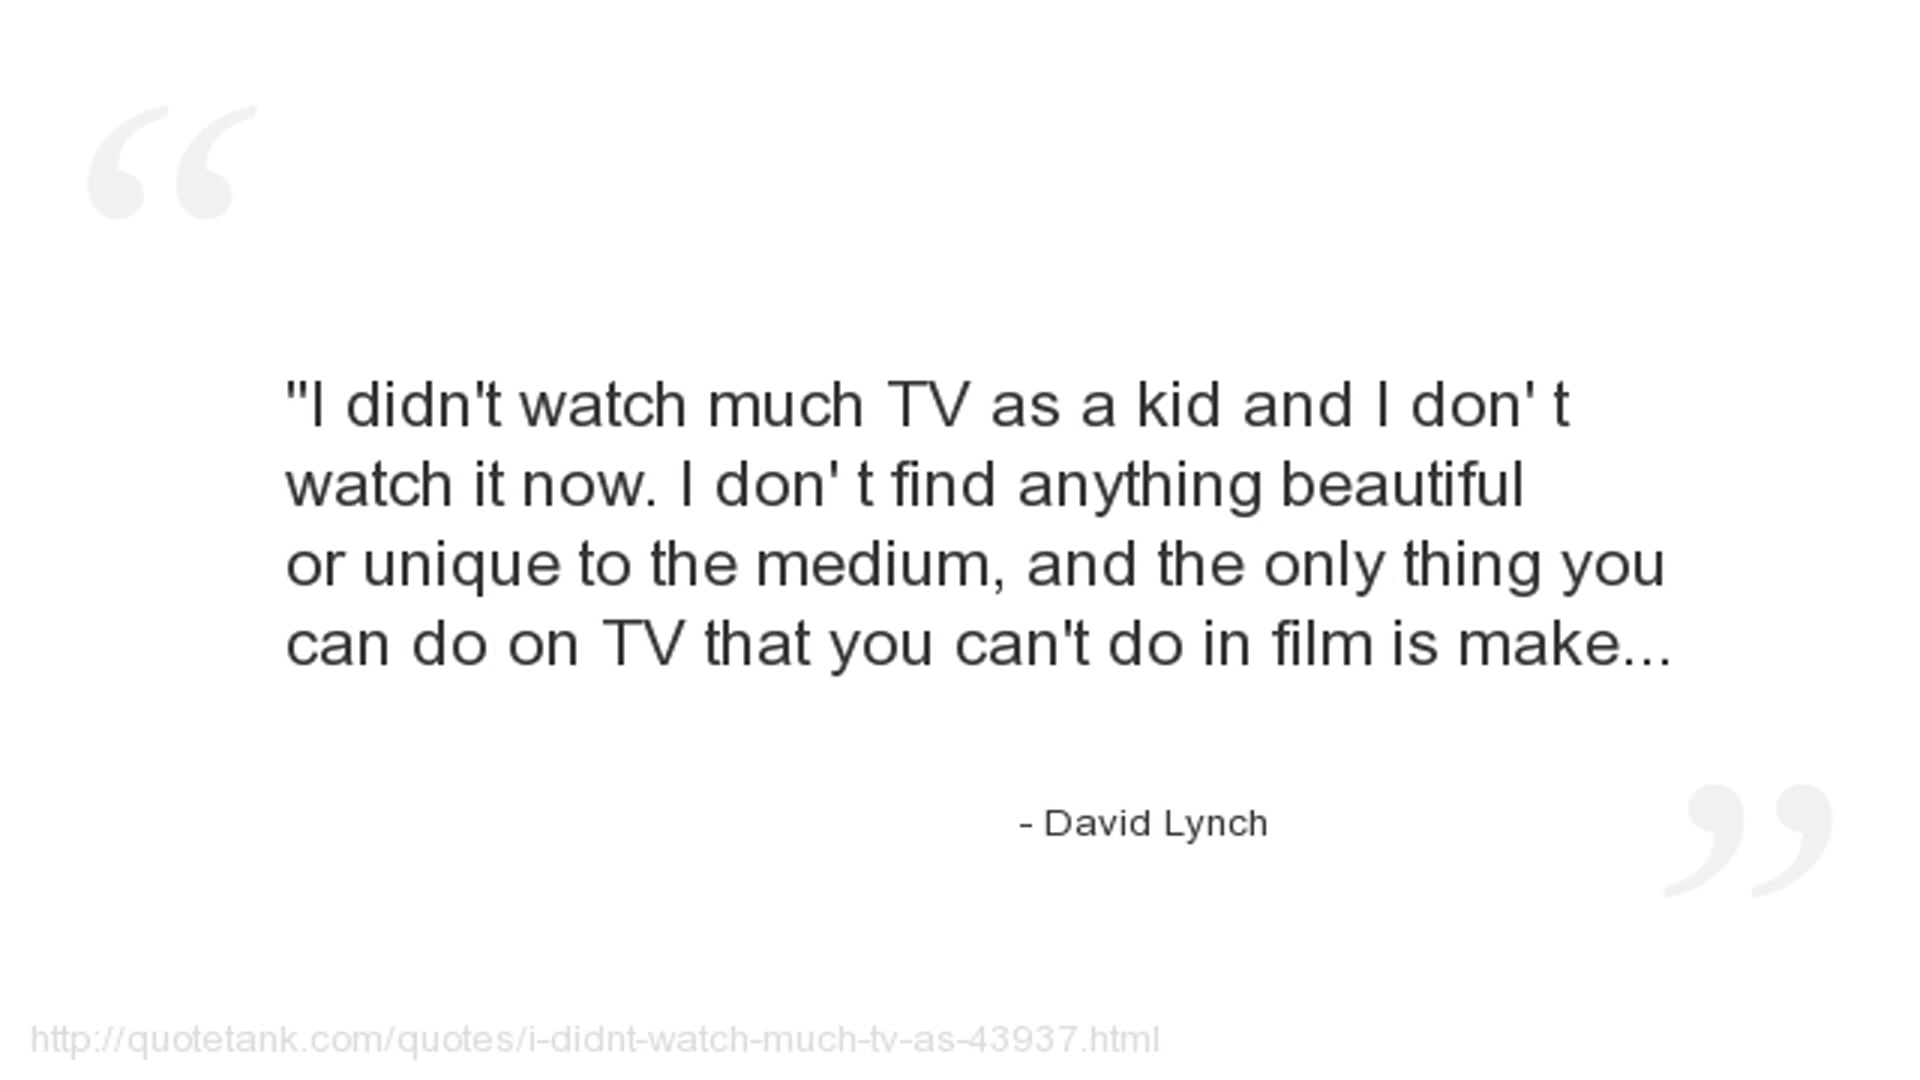 "I didn't watch much TV as a kid and I don' t
watch it now. I don' t find anything beautiful
or unique to the medium, and the only thing you
can do on TV that you can't do in film is make...
- David Lynch
http://quotetank.com/quotes/i-didnt-watch-much-tv-as-43937.html